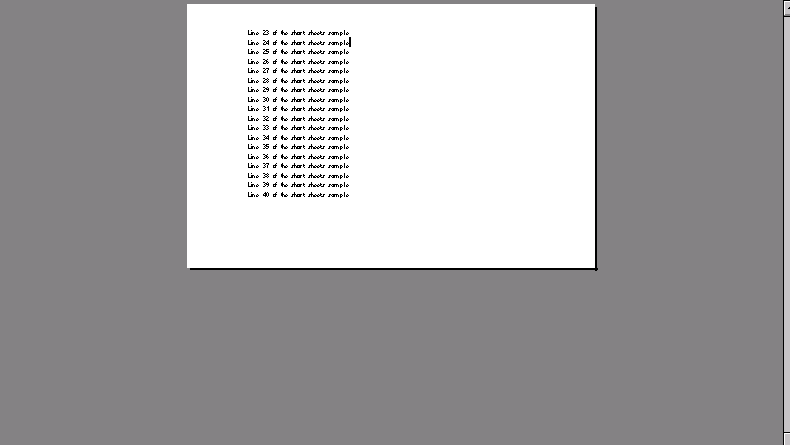 Line 23 of the short sheets sample
Line 24 of the short sheets sample
Line 25 of the short sheets sample
Line 26 of the short sheets sample
Line 27 of the short sheets sample
Line 28 of the short sheets sample
Line 29 of the short sheets sample
Line 30 of the short sheets sample
Line 31 of the short sheets sample
Line 32 of the short sheets sample
Line 33 of the short sheets sample
Line 34 of the short sheets sample
Line 35 of the short sheets sample
Line 36 of the short sheets sample
Line 37 of the short sheets sample
Line 38 of the short sheets sample
Line 39 of the short sheets sample
Line 40 of the short sheets sample